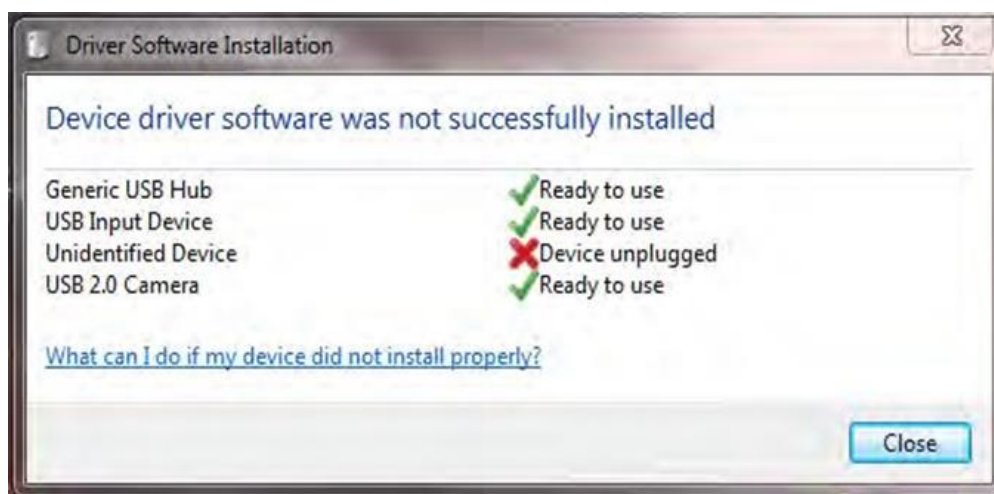 Driver Software Installation
Device driver software was not successfully installed
Generic USB Hub Ready to use
USB Input Device Ready to use
Unidentified Device Device unplugged
USB 2.0 Camera Ready to use
What can I do if my device did not install properly?
Close